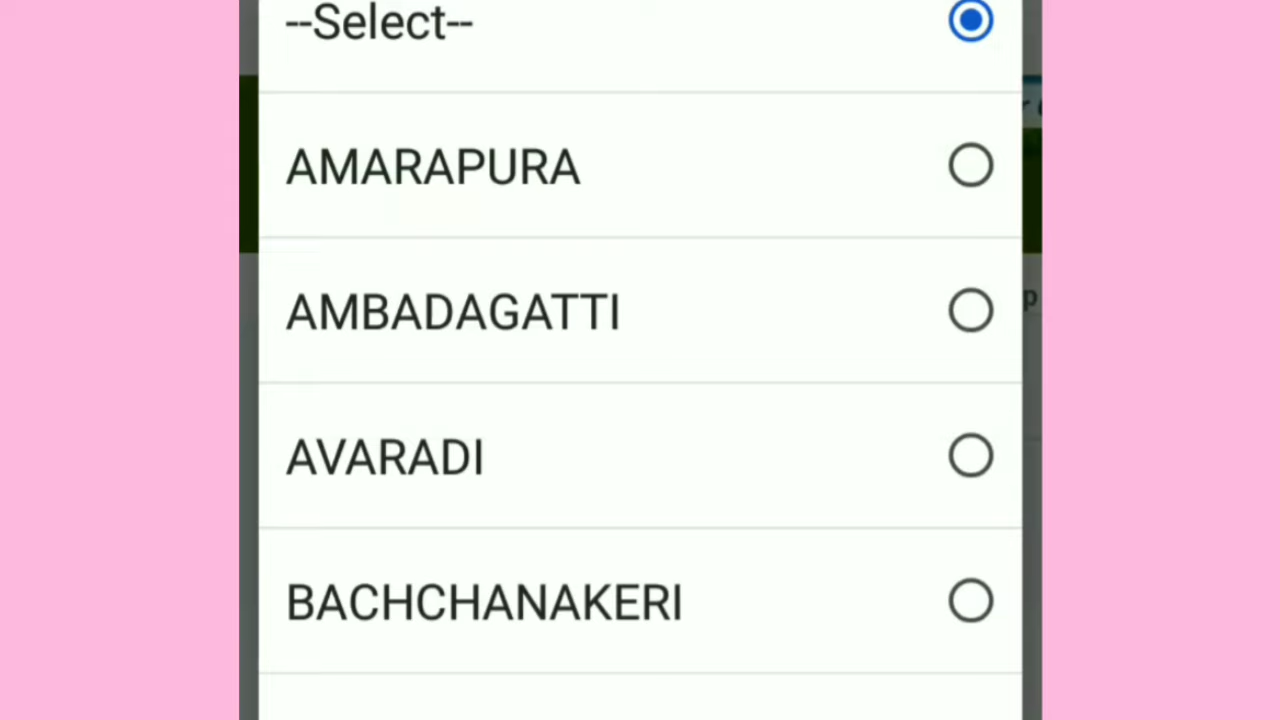 --Select--
AMARAPURA
AMBADAGATTI
AVARADI
BACHCHANAKERI